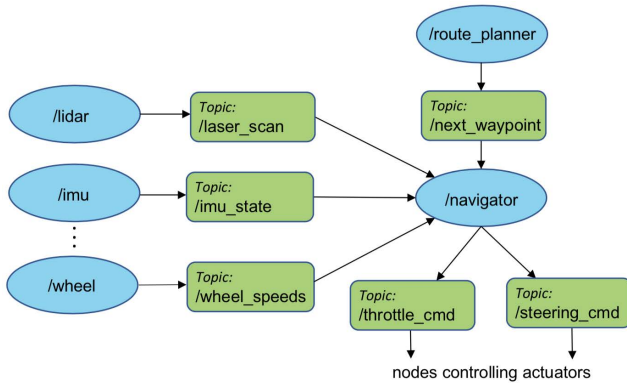 /route_planner
/lidar
Topic:
/laser_scan
Topic:
/next_waypoint
/imu
Topic:
/imu_state
/navigator
/wheel
Topic:
/wheel_speeds
Topic:
/throttle_cmd
Topic:
/steering_cmd
nodes controlling actuators